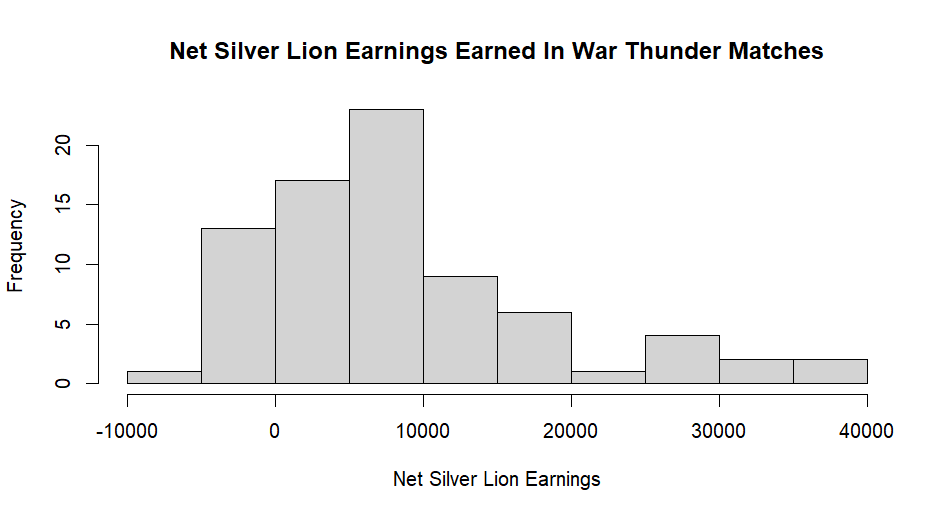 Net Silver Lion Earnings Earned In War Thunder Matches
Frequency
20
15
10
5
0
-10000 0 10000 20000 30000 40000
Net Silver Lion Earnings